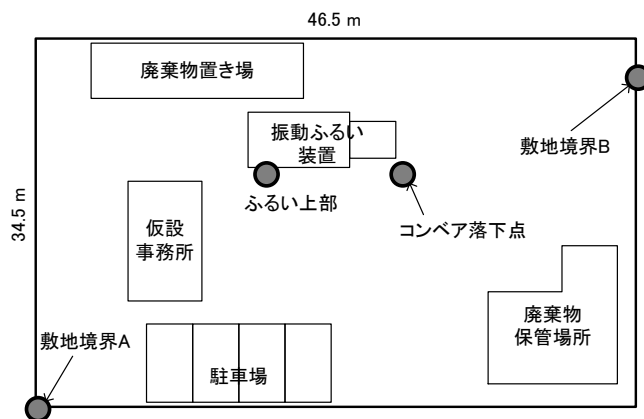 46.5 m
廃棄物置き場
振動ふるい
装置
敷地境界B
ふるい上部
コンベア落下点
34.5 m
仮設
事務所
廃棄物
保管場所
敷地境界A
駐車場